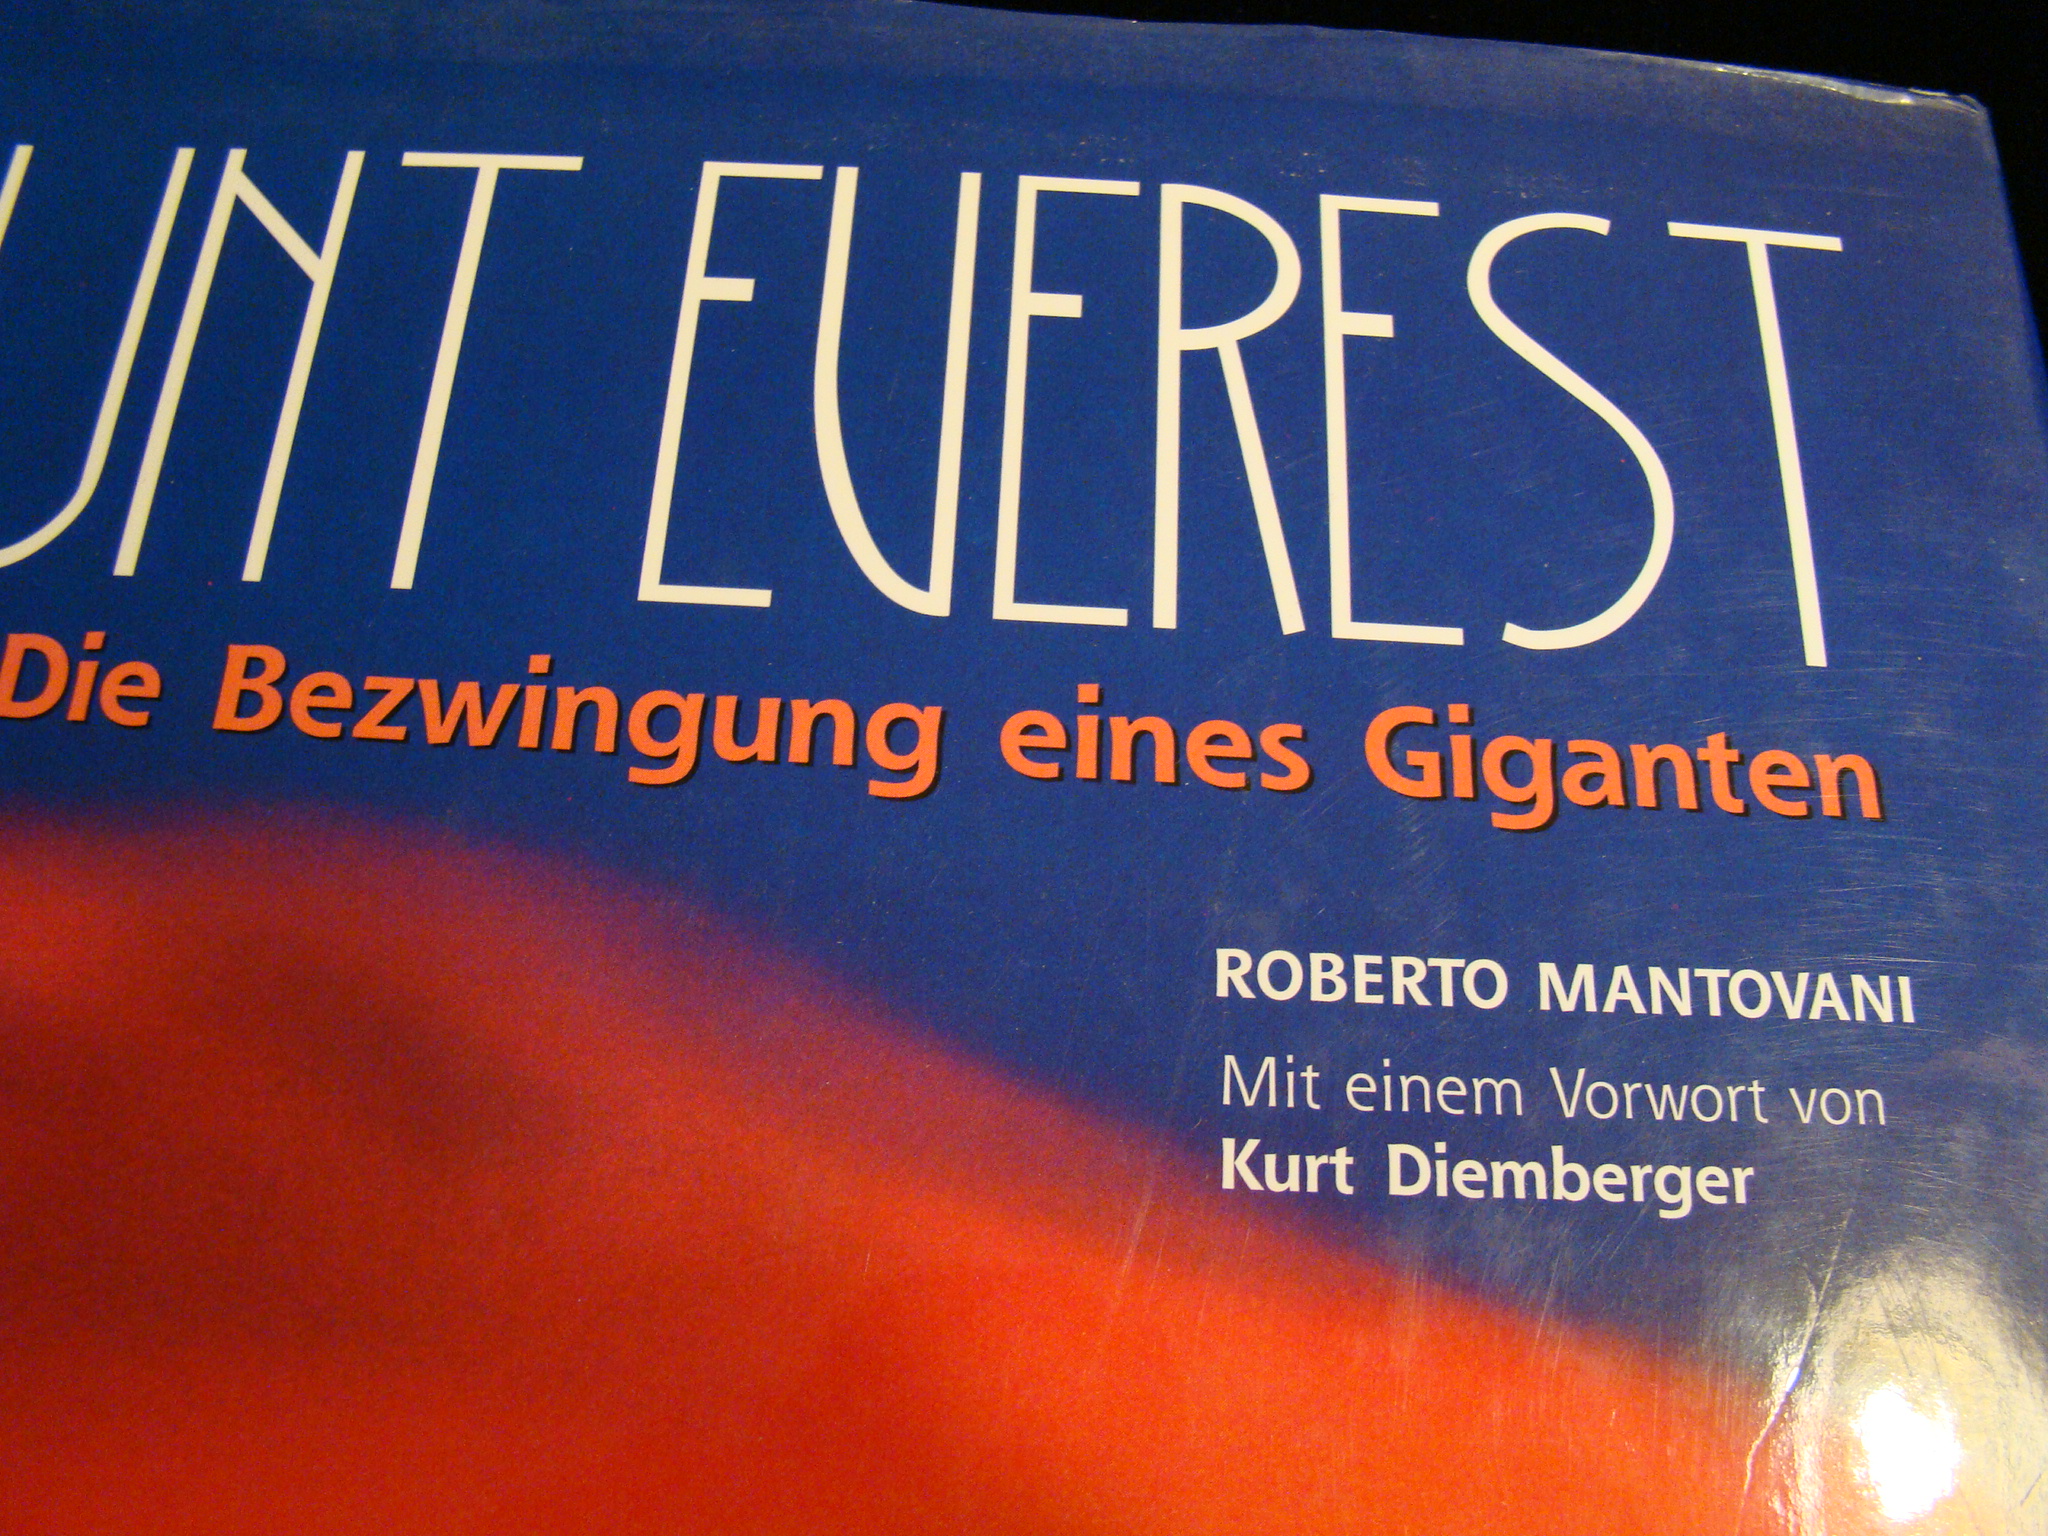 UNT EVEREST
Die Bezwingung eines Giganten
ROBERTO MANTOVANI
Mit einem Vorwort von
Kurt Diemberger